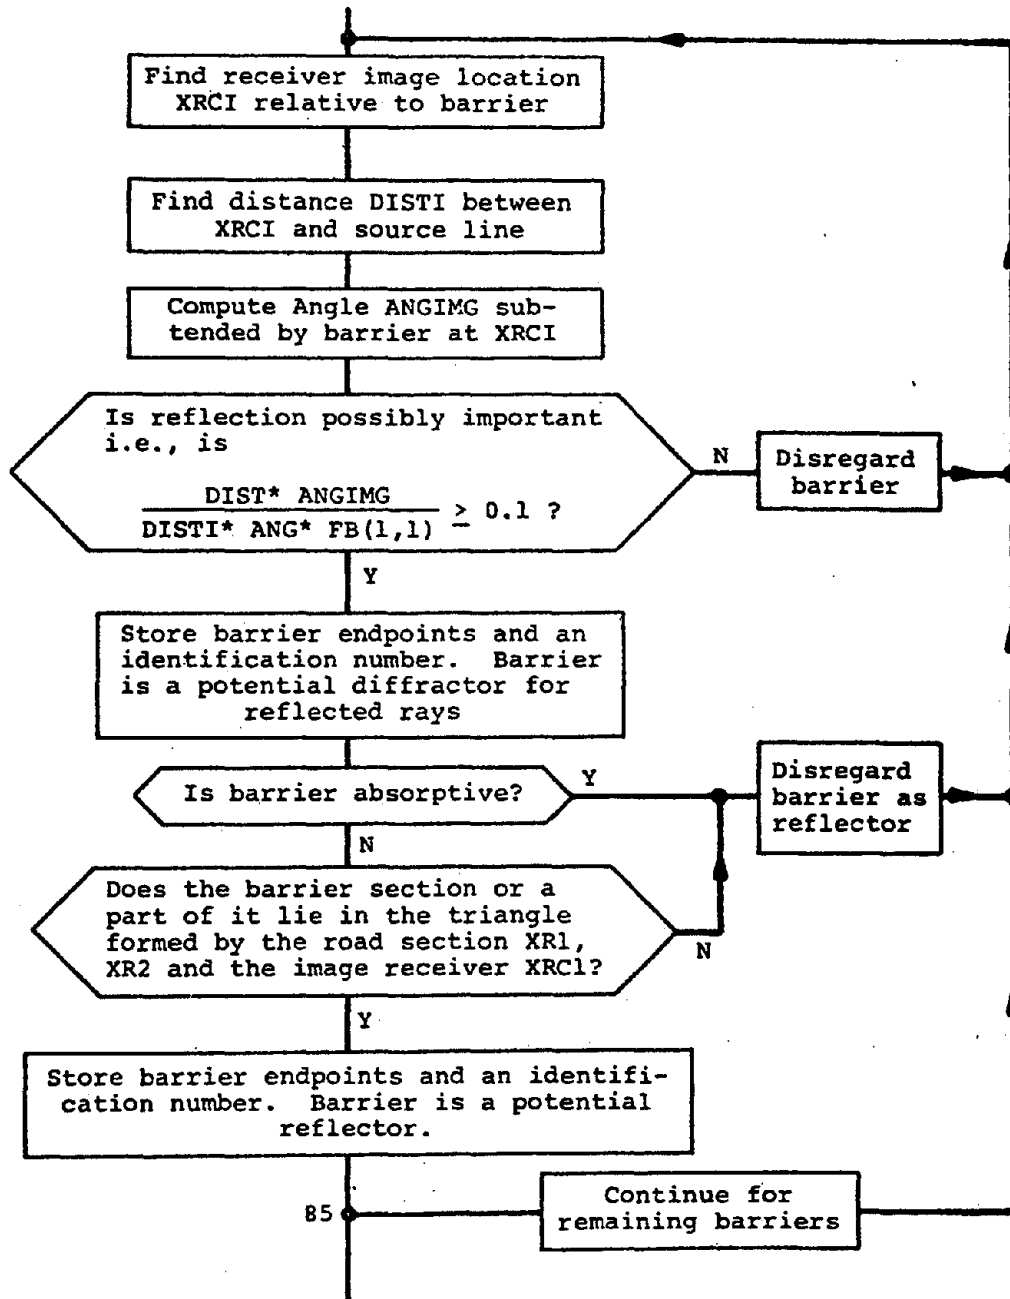 Find receiver image location
XRCI relative to barrier
Find distance DISTI between
XRCI and source line
Compute Angle ANGIMG sub-
tended by barrier at XRCI
Is reflection possibly important
i.e., is
DIST* ANGIMG
DISTI* ANG* FB(1,1)
≥ 0.1 ?
N
Disregard
barrier
Y
Store barrier endpoints and an
identification number. Barrier
is a potential diffractor for
reflected rays
Is barrier absorptive?
Y
Disregard
barrier as
reflector
N
Does the barrier section or a
part of it lie in the triangle
formed by the road section XR1,
XR2 and the image receiver XRC1?
N
Y
Store barrier endpoints and an identifi-
cation number. Barrier is a potential
reflector.
85
Continue for
remaining barriers